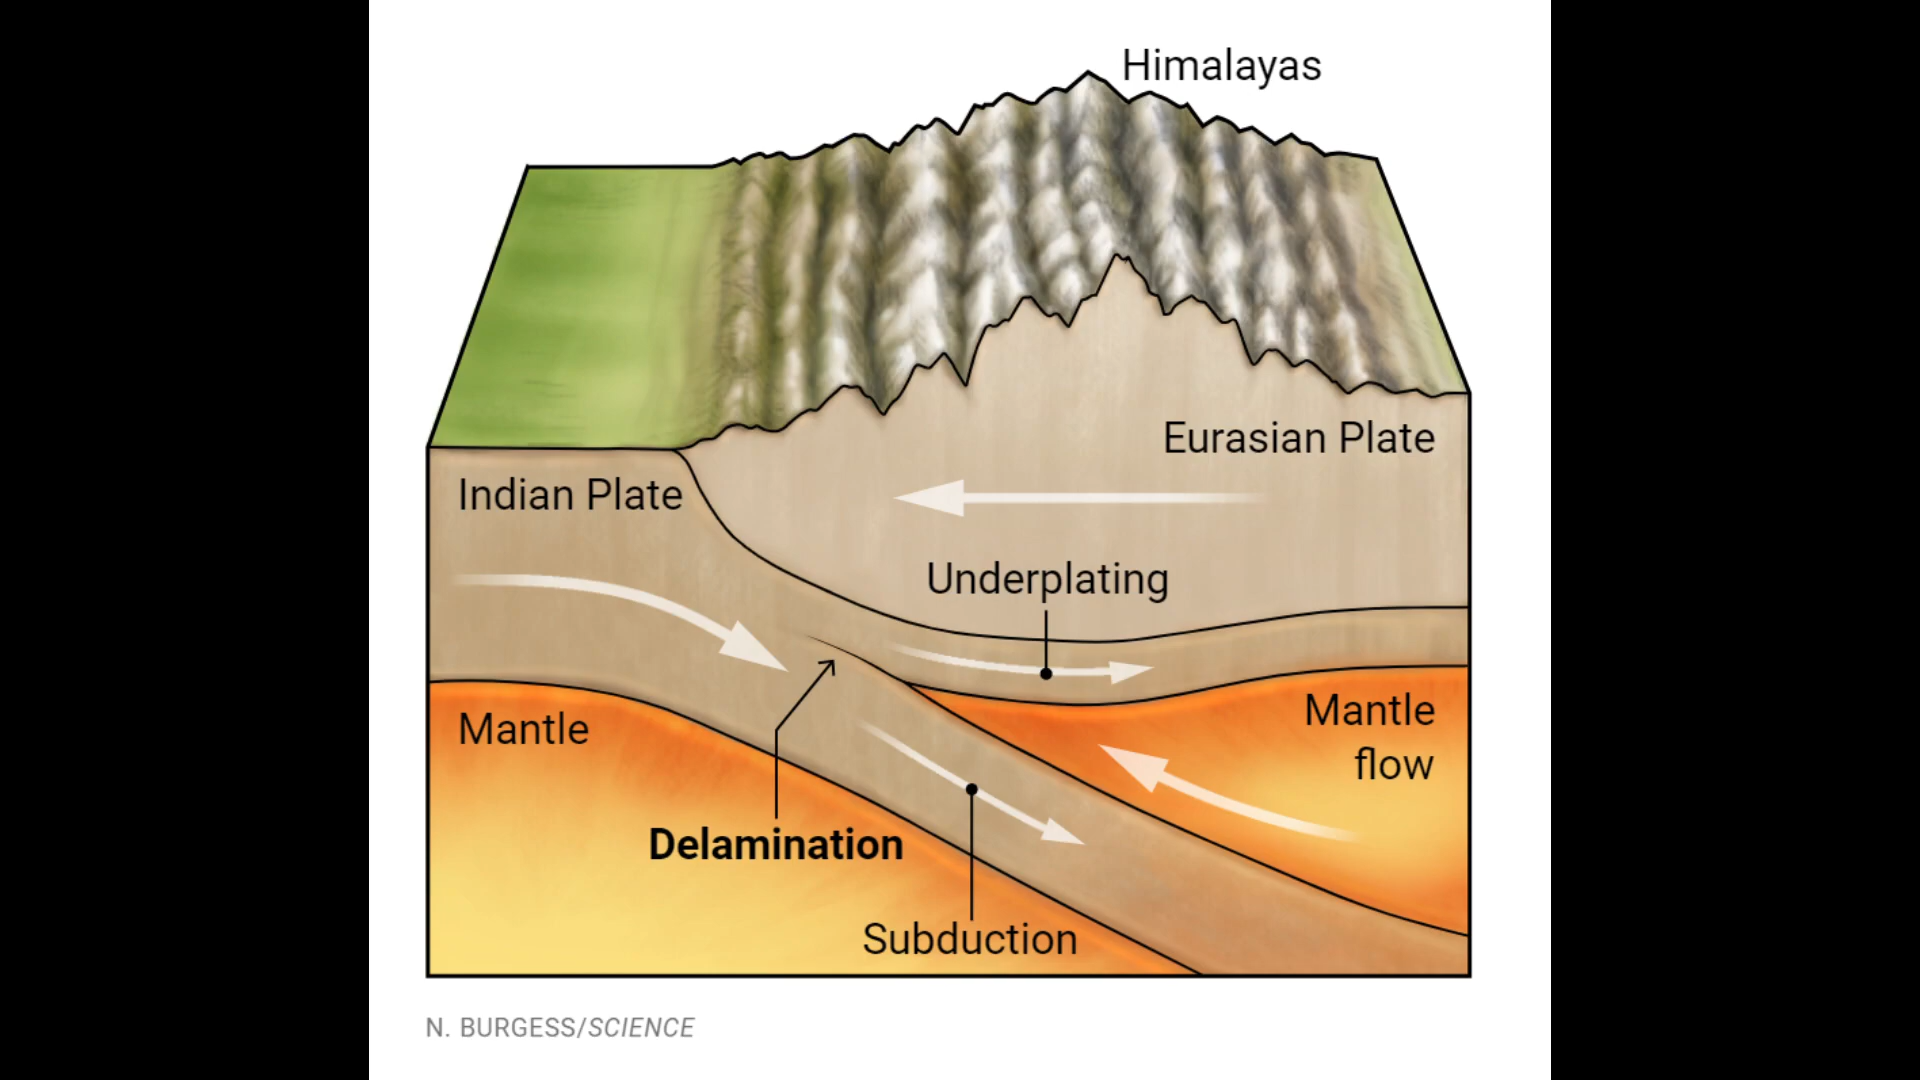 Himalayas
Eurasian Plate
Indian Plate
Underplating
Mantle
Mantle
flow
Delamination
Subduction
N. BURGESS/SCIENCE